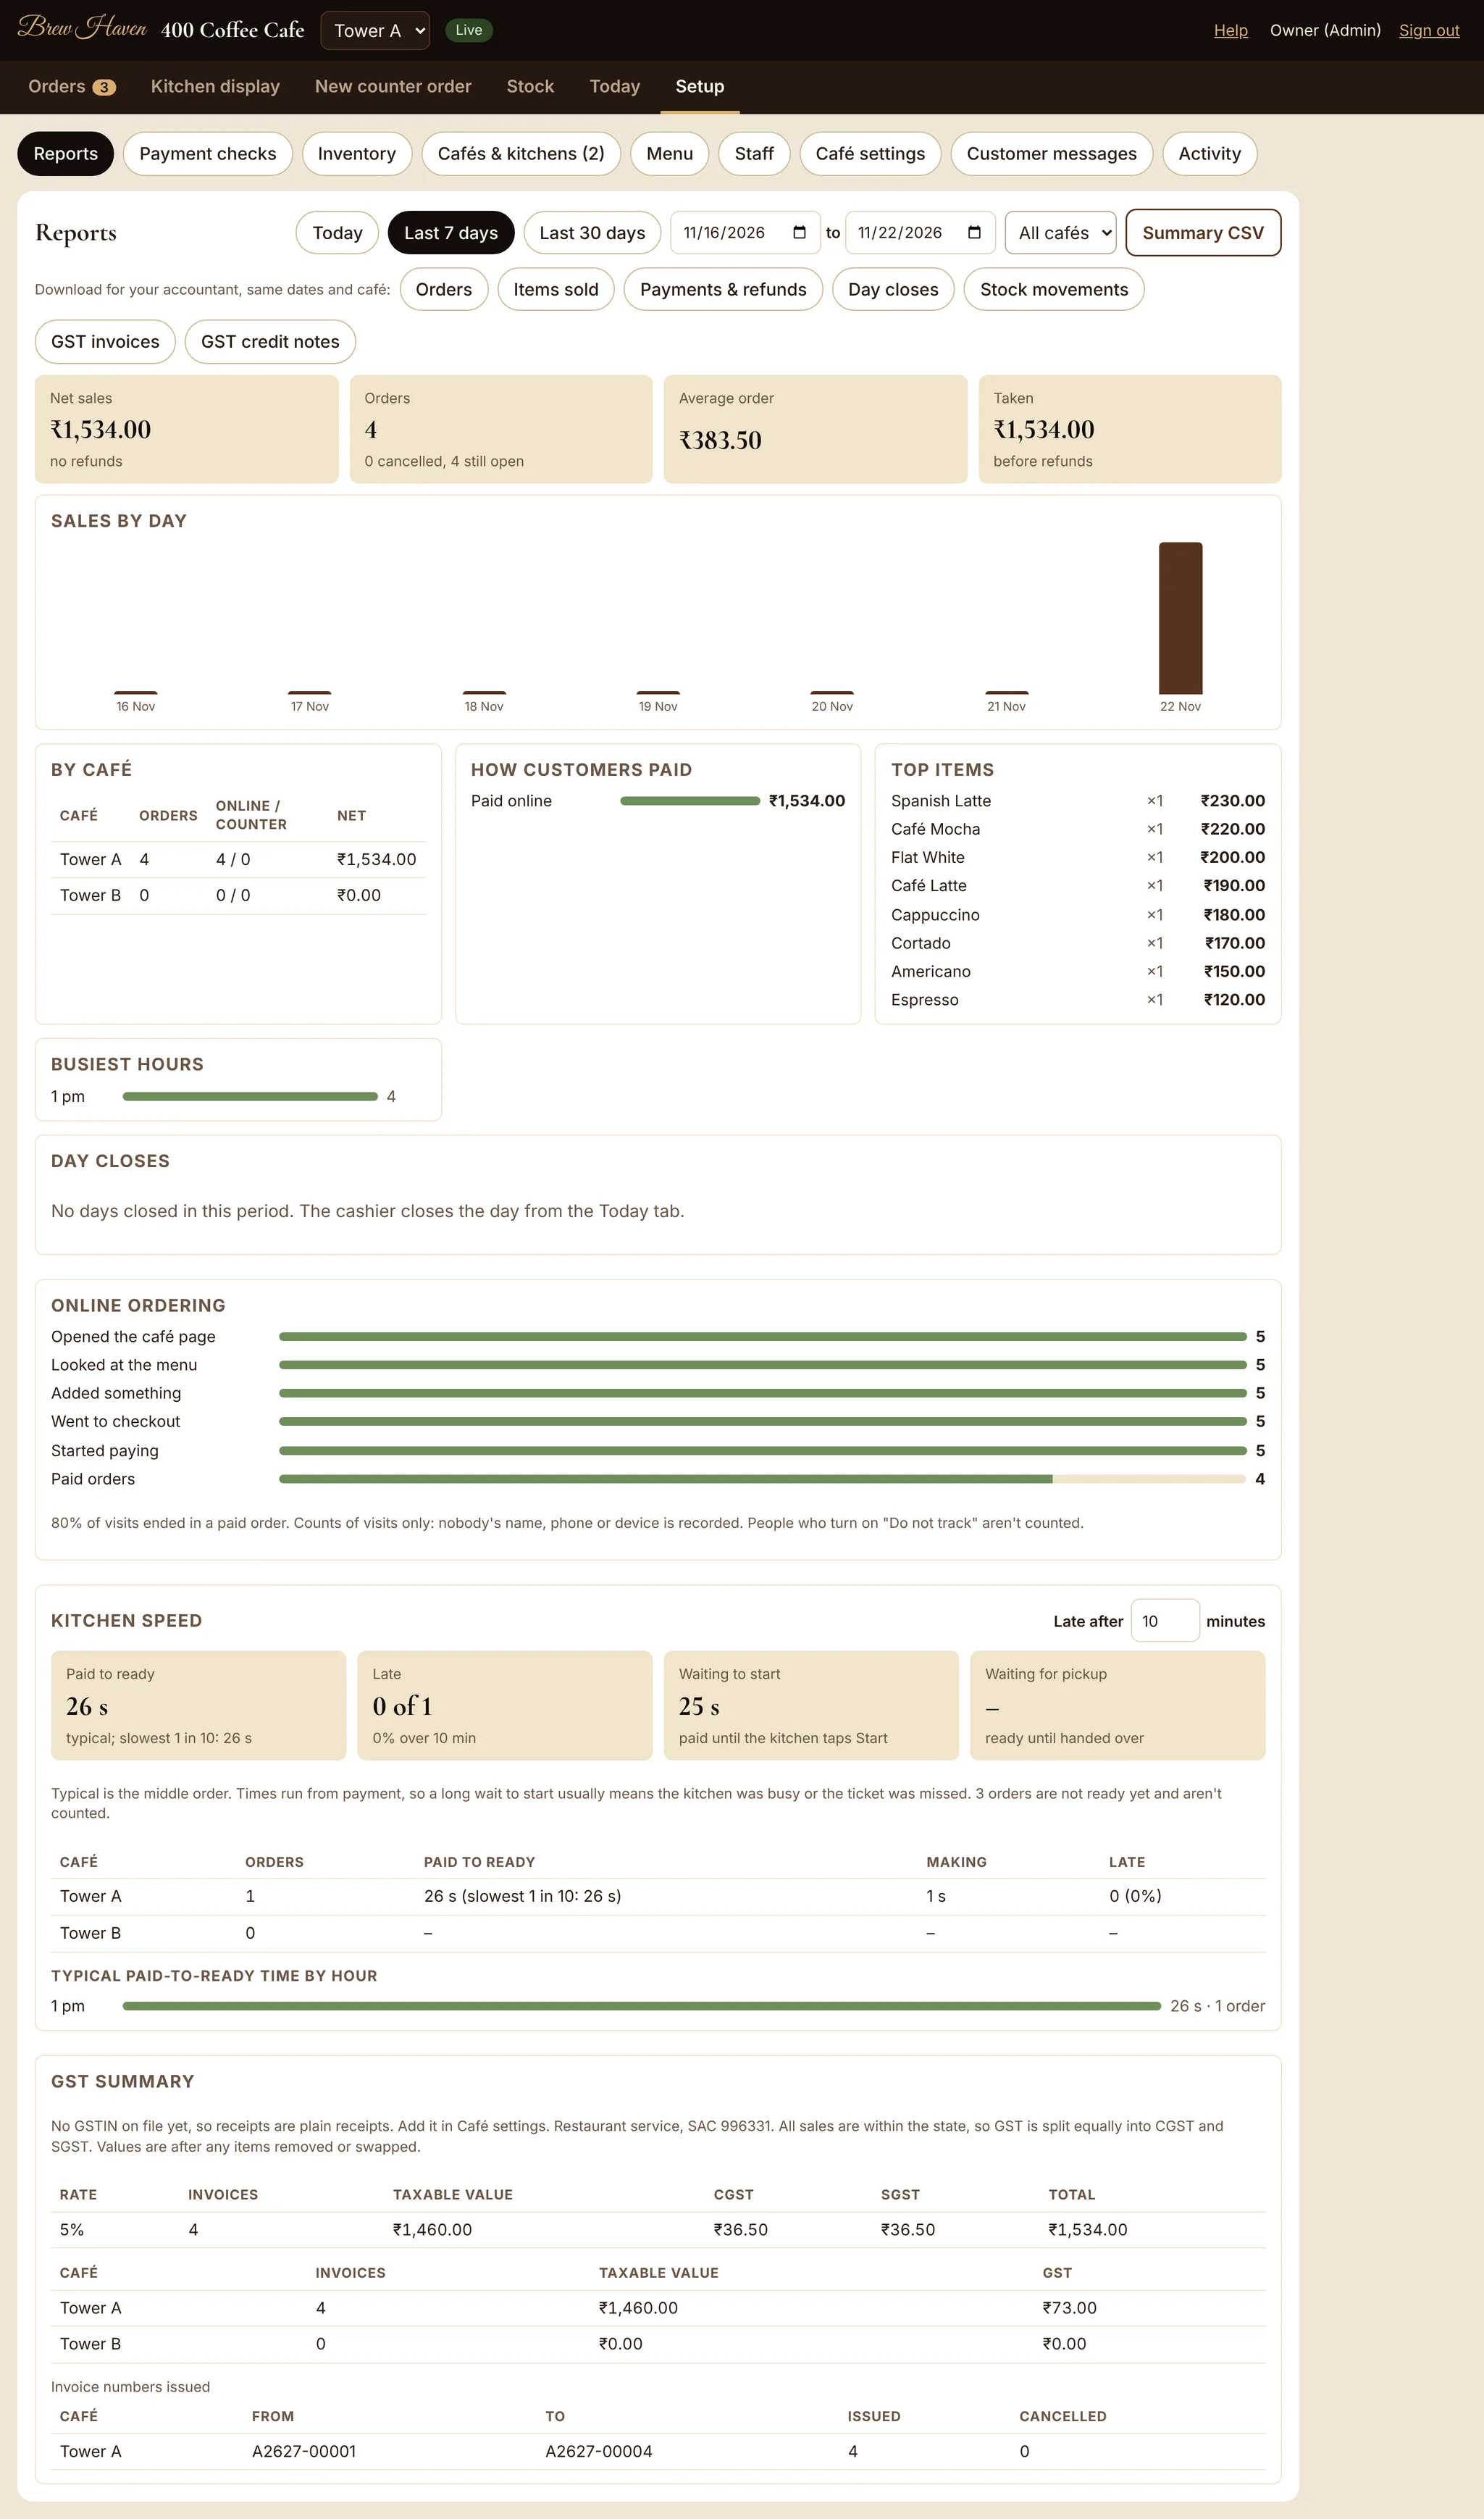 Brew Haven 400 Coffee Cafe Tower A Live Help Owner (Admin) Sign out
Orders 3 Kitchen display New counter order Stock Today Setup
Reports Payment checks Inventory Cafés & kitchens (2) Menu Staff Café settings Customer messages Activity
Reports Today Last 7 days Last 30 days 11/16/2026 to 11/22/2026 All cafés Summary CSV
Download for your accountant, same dates and café: Orders Items sold Payments & refunds Day closes Stock movements
GST invoices GST credit notes
Net sales
₹1,534.00
no refunds
Orders
4
0 cancelled, 4 still open
Average order
₹383.50
Taken
₹1,534.00
before refunds
SALES BY DAY
16 Nov 17 Nov 18 Nov 19 Nov 20 Nov 21 Nov 22 Nov
BY CAFÉ
CAFÉ ORDERS ONLINE / COUNTER NET
Tower A 4 4 / 0 ₹1,534.00
Tower B 0 0 / 0 ₹0.00
HOW CUSTOMERS PAID
Paid online ₹1,534.00
TOP ITEMS
Spanish Latte ×1 ₹230.00
Café Mocha ×1 ₹220.00
Flat White ×1 ₹200.00
Café Latte ×1 ₹190.00
Cappuccino ×1 ₹180.00
Cortado ×1 ₹170.00
Americano ×1 ₹150.00
Espresso ×1 ₹120.00
BUSIEST HOURS
1 pm 4
DAY CLOSES
No days closed in this period. The cashier closes the day from the Today tab.
ONLINE ORDERING
Opened the café page 5
Looked at the menu 5
Added something 5
Went to checkout 5
Started paying 5
Paid orders 4
80% of visits ended in a paid order. Counts of visits only: nobody's name, phone or device is recorded. People who turn on "Do not track" aren't counted.
KITCHEN SPEED Late after 10 minutes
Paid to ready
26 s
typical; slowest 1 in 10: 26 s
Late
0 of 1
0% over 10 min
Waiting to start
25 s
paid until the kitchen taps Start
Waiting for pickup
–
ready until handed over
Typical is the middle order. Times run from payment, so a long wait to start usually means the kitchen was busy or the ticket was missed. 3 orders are not ready yet and aren't
counted.
CAFÉ ORDERS PAID TO READY MAKING LATE
Tower A 1 26 s (slowest 1 in 10: 26 s) 1 s 0 (0%)
Tower B 0 – – –
TYPICAL PAID-TO-READY TIME BY HOUR
1 pm 26 s · 1 order
GST SUMMARY
No GSTIN on file yet, so receipts are plain receipts. Add it in Café settings. Restaurant service, SAC 996331. All sales are within the state, so GST is split equally into CGST and
SGST. Values are after any items removed or swapped.
RATE INVOICES TAXABLE VALUE CGST SGST TOTAL
5% 4 ₹1,460.00 ₹36.50 ₹36.50 ₹1,534.00
CAFÉ INVOICES TAXABLE VALUE GST
Tower A 4 ₹1,460.00 ₹73.00
Tower B 0 ₹0.00 ₹0.00
Invoice numbers issued
CAFÉ FROM TO ISSUED CANCELLED
Tower A A2627-00001 A2627-00004 4 0